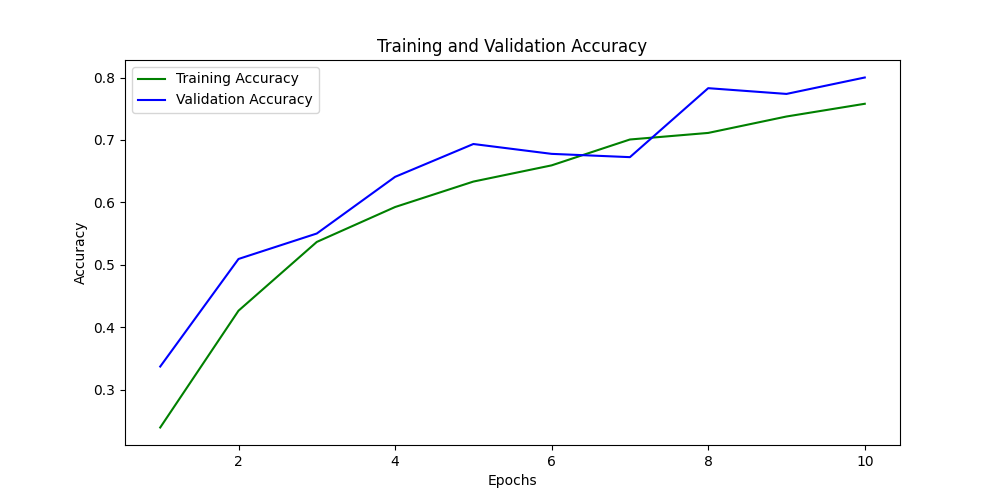 Training and Validation Accuracy
Training Accuracy
Validation Accuracy
0.8
0.7
0.6
0.5
0.4
0.3
Accuracy
2 4 6 8 10
Epochs